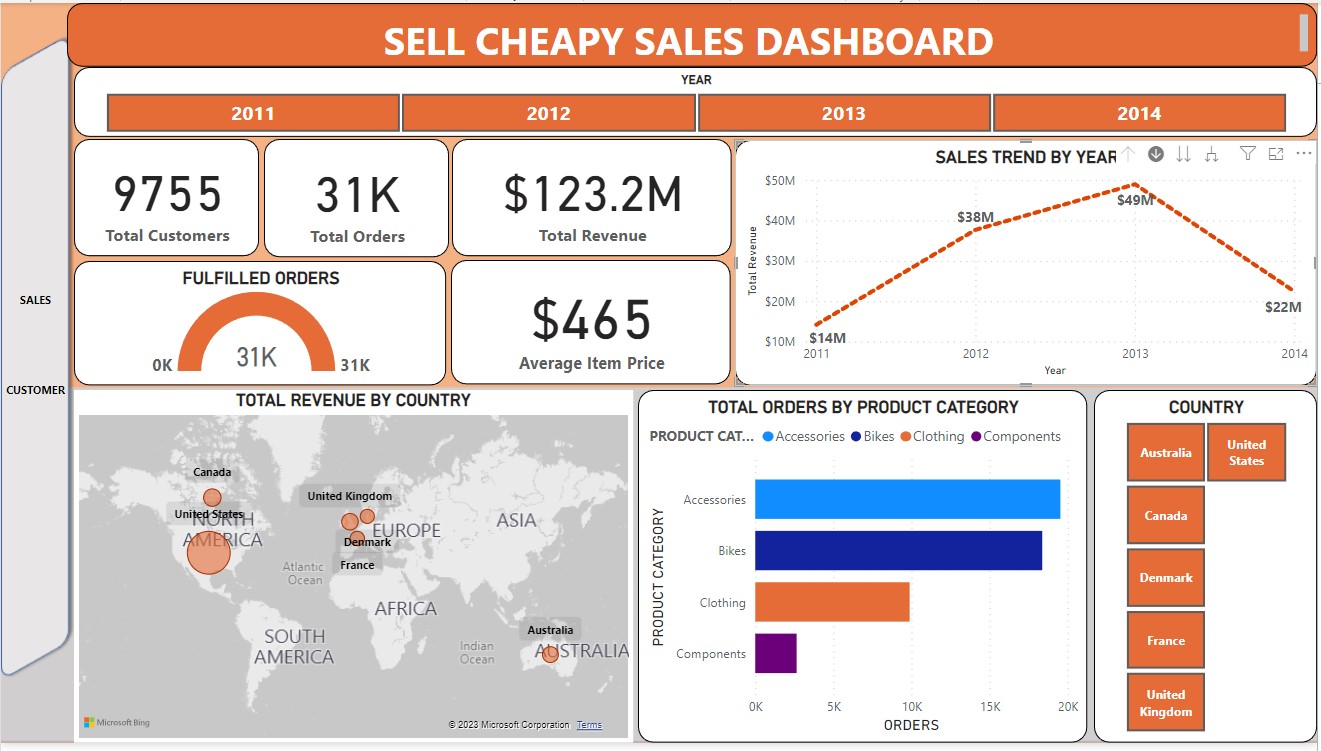 SELL CHEAPY SALES DASHBOARD
YEAR
2011
2012
2013
2014
SALES
CUSTOMER
9755
Total Customers
31K
Total Orders
$123.2M
Total Revenue
FULFILLED ORDERS
0K
31K
31K
$465
Average Item Price
SALES TREND BY YEAR
Total Revenue
$50M
$40M
$30M
$20M
$10M
$14M
$38M
$49M
$22M
2011
2012
2013
2014
Year
TOTAL REVENUE BY COUNTRY
Canada
United States
NORTH
AMERICA
United Kingdom
EUROPE
Denmark
France
ASIA
Atlantic
Ocean
AFRICA
SOUTH
AMERICA
Indian
Ocean
Australia
AUSTRALIA
Microsoft Bing
© 2023 Microsoft Corporation Terms
TOTAL ORDERS BY PRODUCT CATEGORY
PRODUCT CAT... Accessories Bikes Clothing Components
PRODUCT CATEGORY
Accessories
Bikes
Clothing
Components
0K
5K
10K
15K
20K
ORDERS
COUNTRY
Australia
United
States
Canada
Denmark
France
United
Kingdom